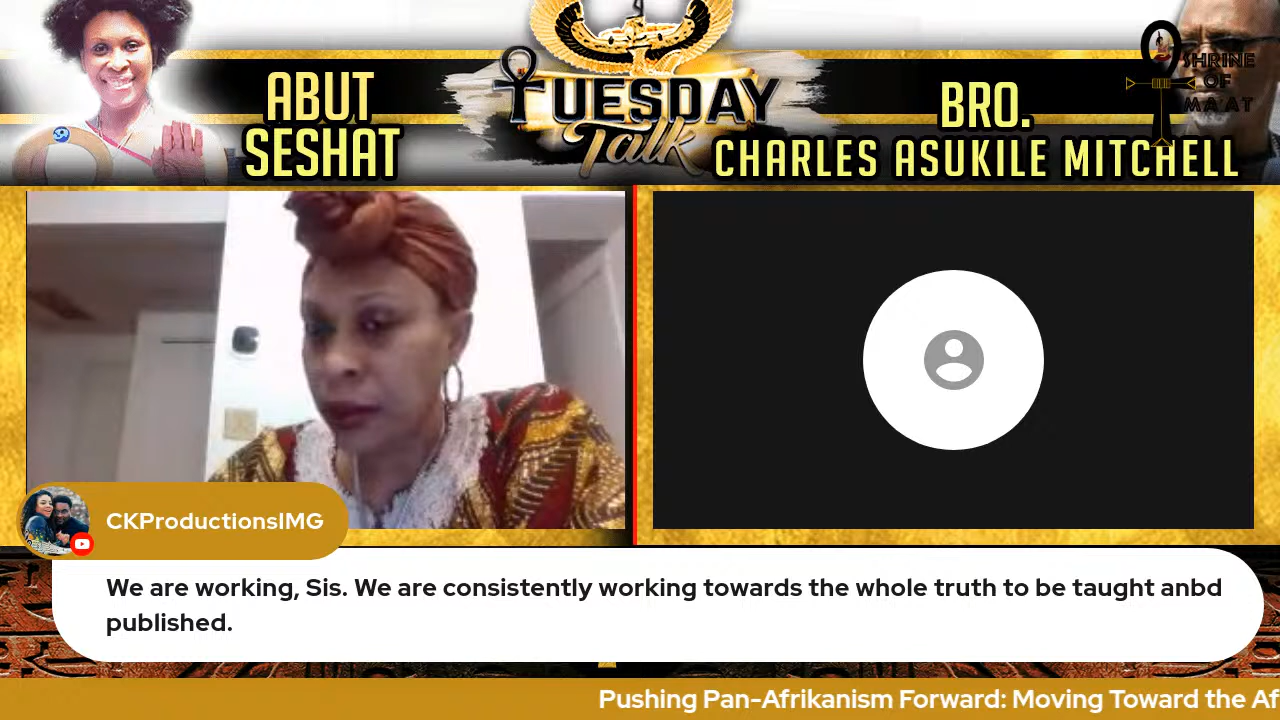 ABUT
SESHAT
TUESDAY
Talk
BRO.
CHARLES ASUKILE MITCHELL
SHRINE
OF
MA'AT
CKProductionsIMG
We are working, Sis. We are consistently working towards the whole truth to be taught anbd
published.
Pushing Pan-Afrikanism Forward: Moving Toward the Af